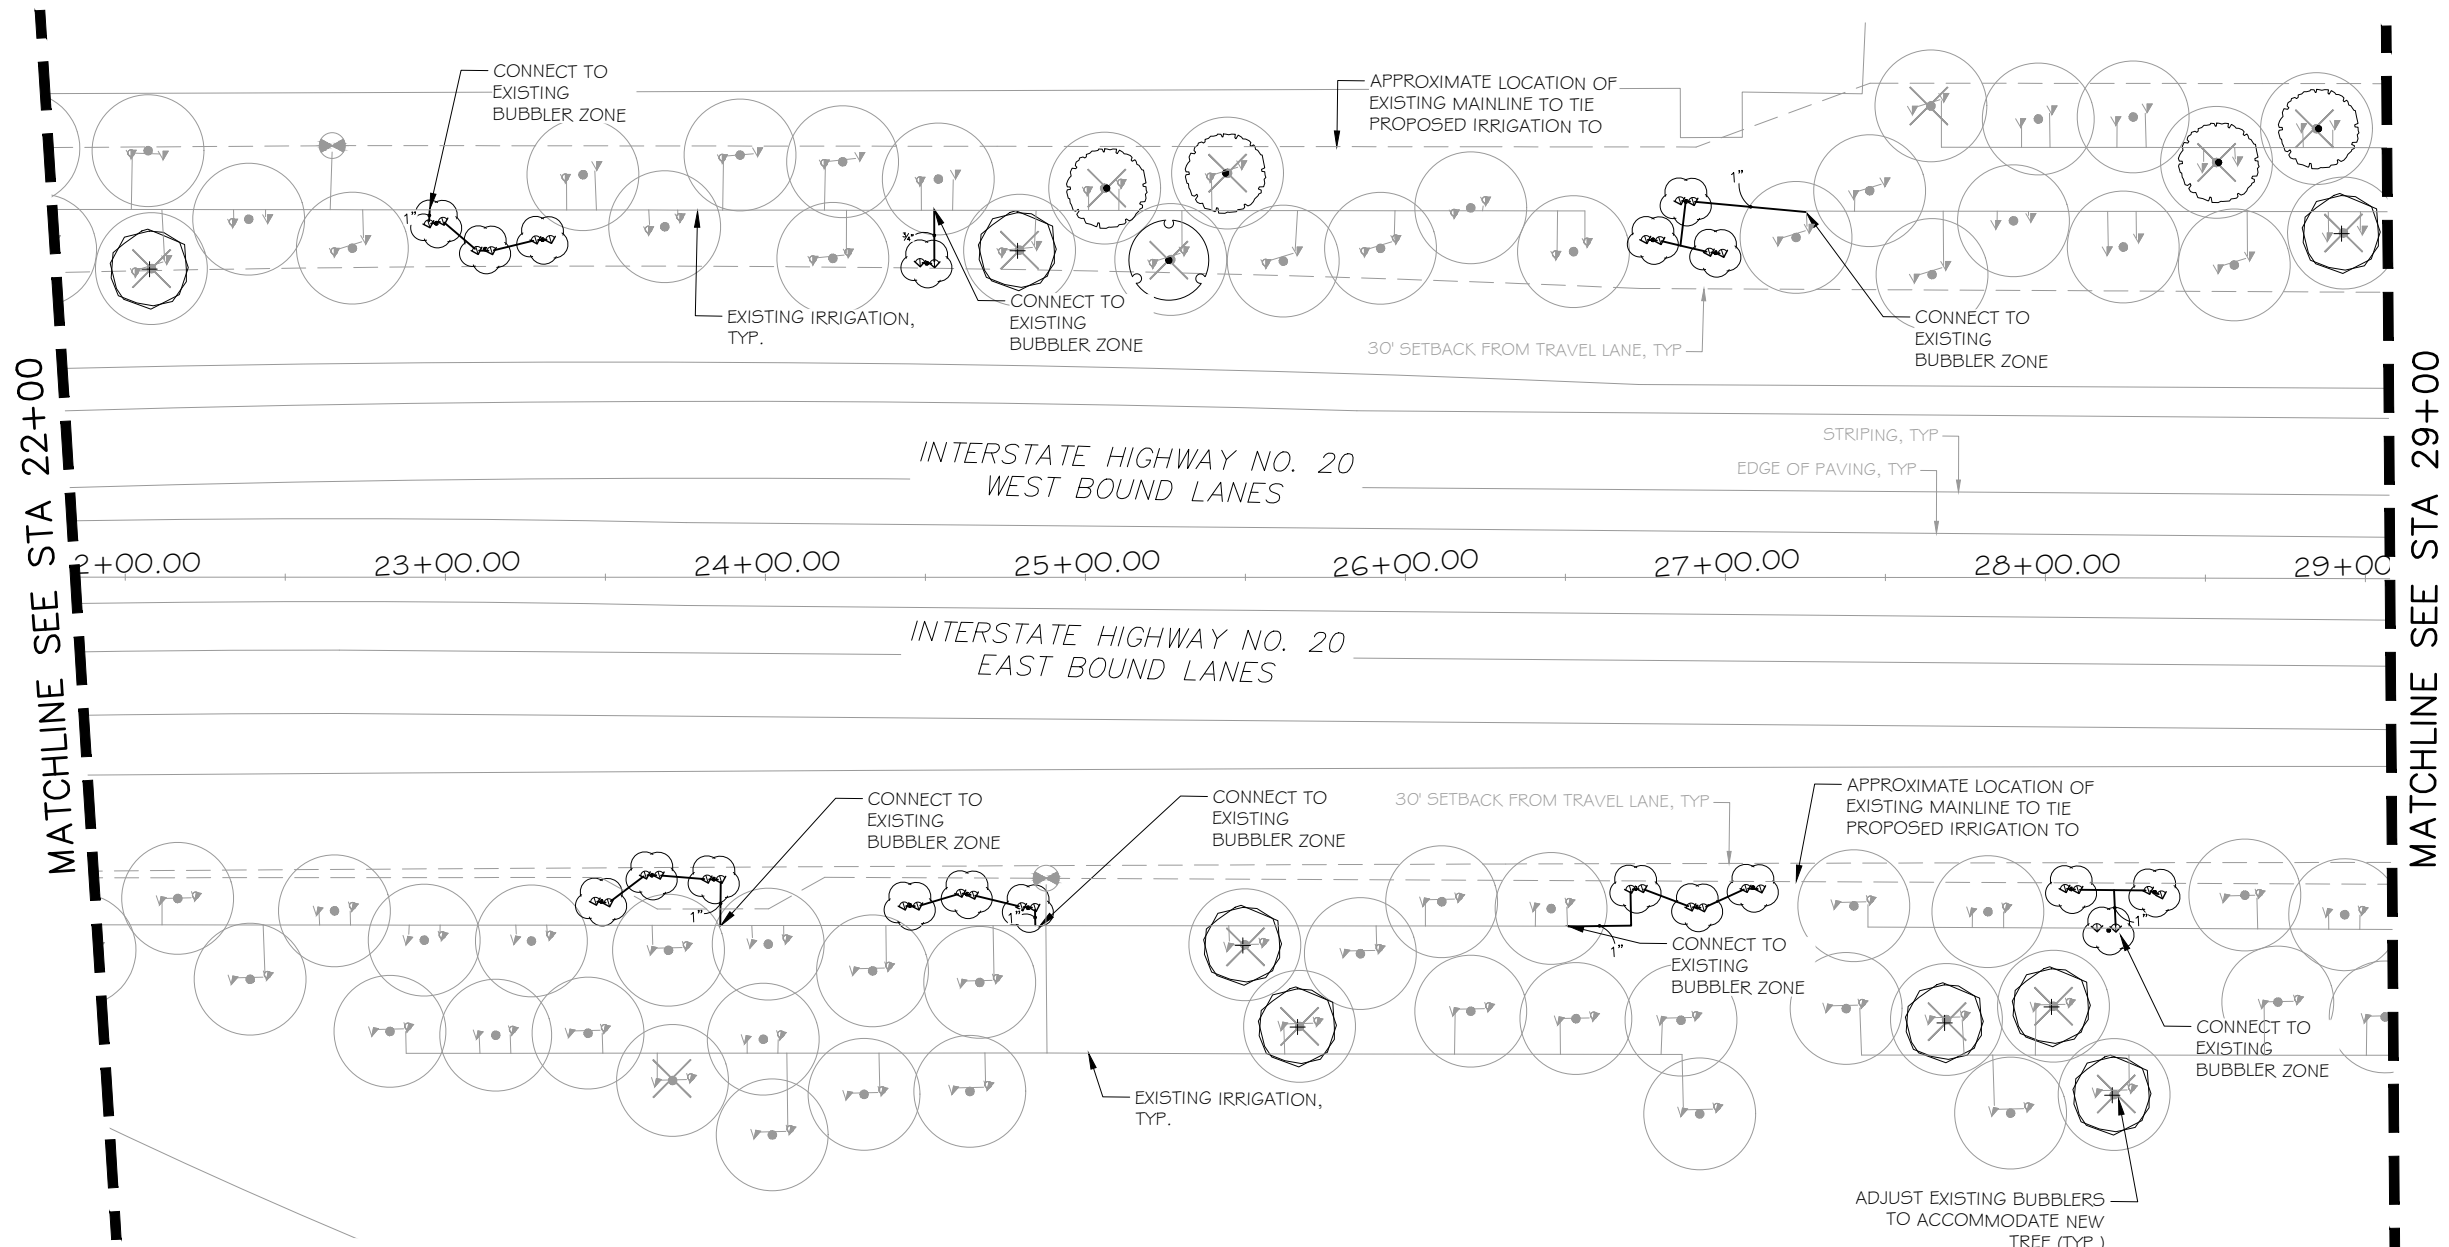 CONNECT TO
EXISTING
BUBBLER ZONE
APPROXIMATE LOCATION OF
EXISTING MAINLINE TO TIE
PROPOSED IRRIGATION TO
1"
1"
¾"
EXISTING IRRIGATION,
TYP.
CONNECT TO
EXISTING
BUBBLER ZONE
30' SETBACK FROM TRAVEL LANE, TYP
CONNECT TO
EXISTING
BUBBLER ZONE
MATCHLINE SEE STA 22+00
MATCHLINE SEE STA 29+00
INTERSTATE HIGHWAY NO. 20
WEST BOUND LANES
STRIPING, TYP
EDGE OF PAVING, TYP
2+00.00 23+00.00 24+00.00 25+00.00 26+00.00 27+00.00 28+00.00 29+00
INTERSTATE HIGHWAY NO. 20
EAST BOUND LANES
CONNECT TO
EXISTING
BUBBLER ZONE
CONNECT TO
EXISTING
BUBBLER ZONE
30' SETBACK FROM TRAVEL LANE, TYP
APPROXIMATE LOCATION OF
EXISTING MAINLINE TO TIE
PROPOSED IRRIGATION TO
1"
1"
1"
1"
CONNECT TO
EXISTING
BUBBLER ZONE
CONNECT TO
EXISTING
BUBBLER ZONE
EXISTING IRRIGATION,
TYP.
ADJUST EXISTING BUBBLERS
TO ACCOMMODATE NEW
TREE (TYP.)